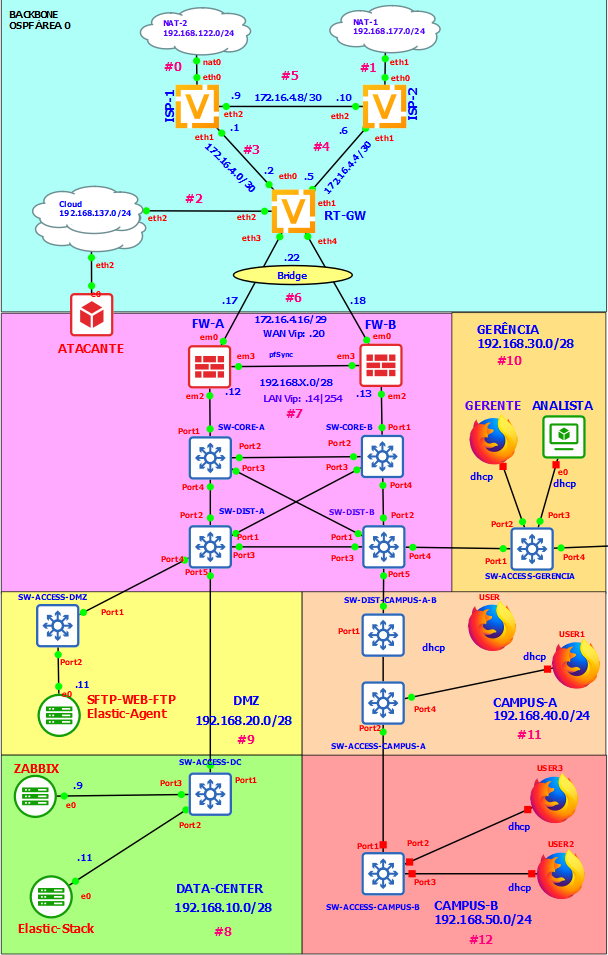 BACKBONE
OSPF ÁREA 0
NAT-2
192.168.122.0/24
NAT-1
192.168.177.0/24
#0
nat0
eth0
#5
#1
eth1
eth0
ISP-1
.9
172.16.4.8/30
.10
ISP-2
eth2
eth2
eth1
.1
.6
eth1
#3
#4
172.16.4.0/30
172.16.4.4/30
.2
eth0
.5
#2
Cloud
192.168.137.0/24
eth2
eth2
eth1
RT-GW
eth3
eth4
eth2
.22
Bridge
e0
.17
#6
.18
ATACANTE
FW-A
172.16.4.16/29
WAN Vip: .20
FW-B
em0
em0
em3
pfSync
em3
192.168.X.0/28
em2
.12
LAN Vip: .14|254
.13
em2
#7
GERÊNCIA
192.168.30.0/28
#10
GERENTE
ANALISTA
dhcp
e0
dhcp
Port2
Port3
Port1
Port4
SW-ACCESS-GERENCIA
Port1
SW-CORE-A
SW-CORE-B
Port1
Port2
Port2
Port3
Port3
Port4
Port4
Port2
SW-DIST-A
SW-DIST-B
Port2
Port1
Port1
Port4
Port3
Port3
Port4
Port5
Port5
SW-ACCESS-DMZ
Port1
Port2
.11
e0
SFTP-WEB-FTP
Elastic-Agent
DMZ
192.168.20.0/28
#9
SW-DIST-CAMPUS-A-B
USER
Port1
dhcp
dhcp
USER1
Port4
Port2
CAMPUS-A
192.168.40.0/24
#11
SW-ACCESS-CAMPUS-A
SW-ACCESS-DC
ZABBIX
.9
Port3
Port1
e0
Port2
.11
e0
Elastic-Stack
DATA-CENTER
192.168.10.0/28
#8
USER3
dhcp
Port1
Port2
USER2
Port3
dhcp
SW-ACCESS-CAMPUS-B
CAMPUS-B
192.168.50.0/24
#12